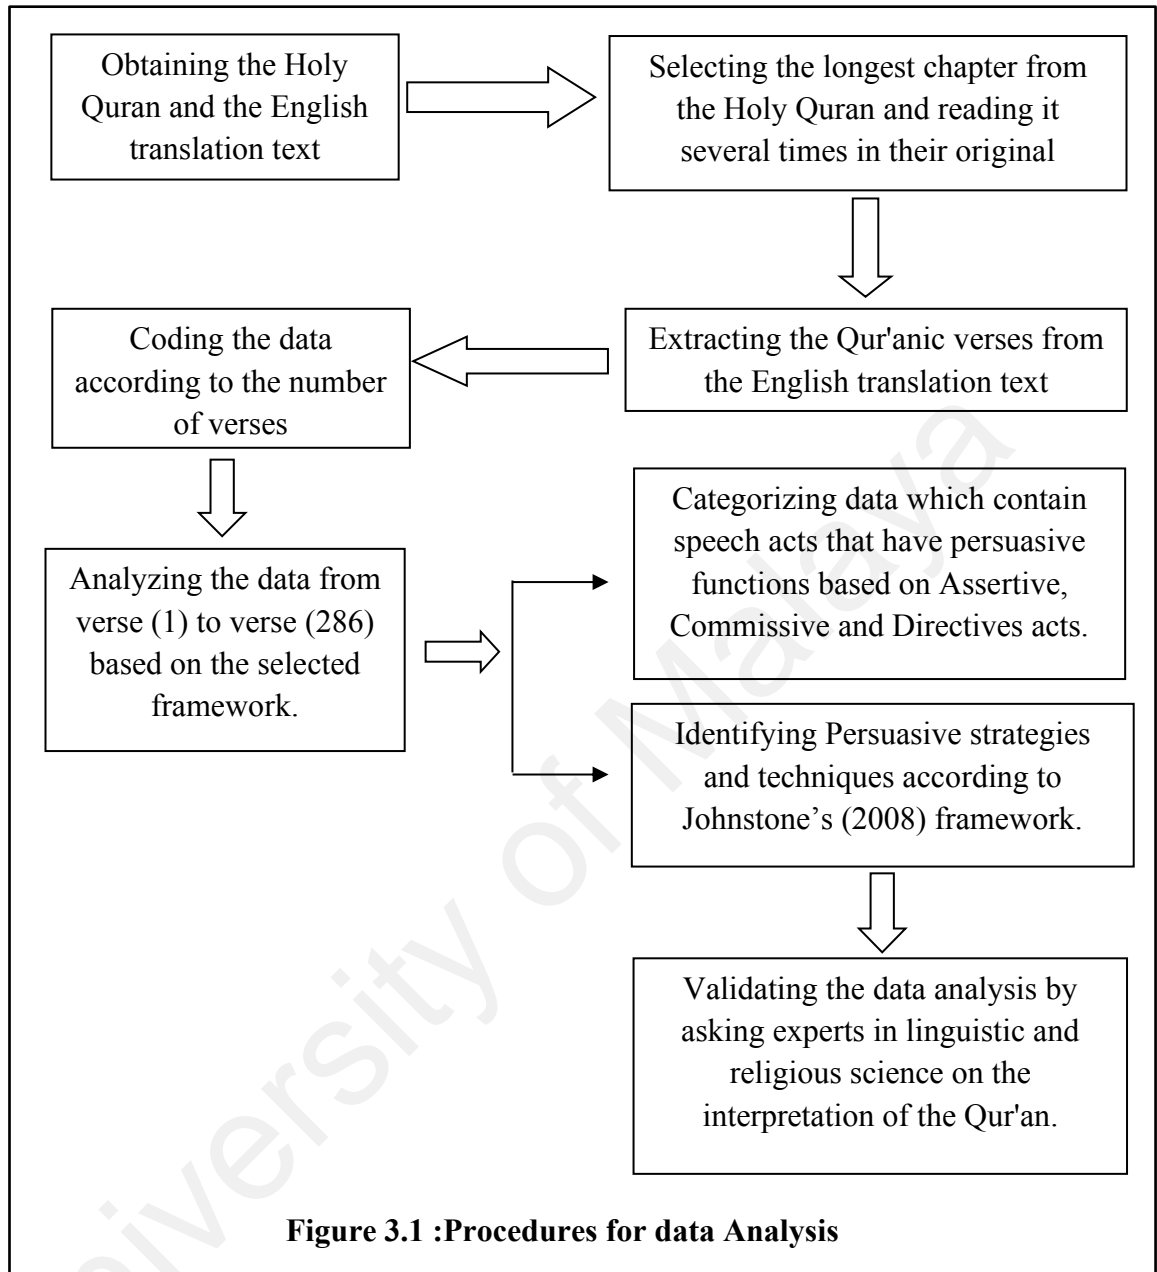 Obtaining the Holy
Quran and the English
translation text
Selecting the longest chapter from
the Holy Quran and reading it
several times in their original
Extracting the Qur'anic verses from
the English translation text
Coding the data
according to the number
of verses
Analyzing the data from
verse (1) to verse (286)
based on the selected
framework.
Categorizing data which contain
speech acts that have persuasive
functions based on Assertive,
Commissive and Directives acts.
Identifying Persuasive strategies
and techniques according to
Johnstone’s (2008) framework.
Validating the data analysis by
asking experts in linguistic and
religious science on the
interpretation of the Qur'an.
Figure 3.1 :Procedures for data Analysis
iversity of Malaya